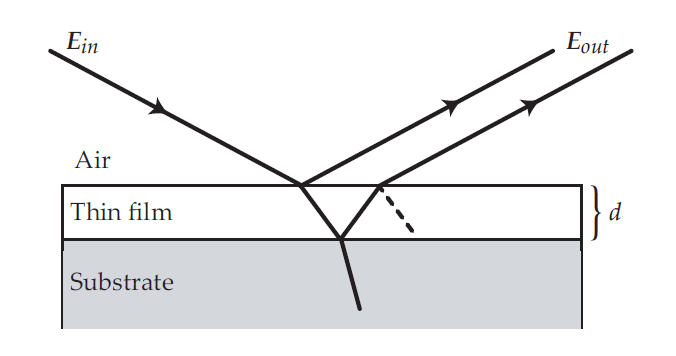 E_in
E_out
Air
Thin film
d
Substrate